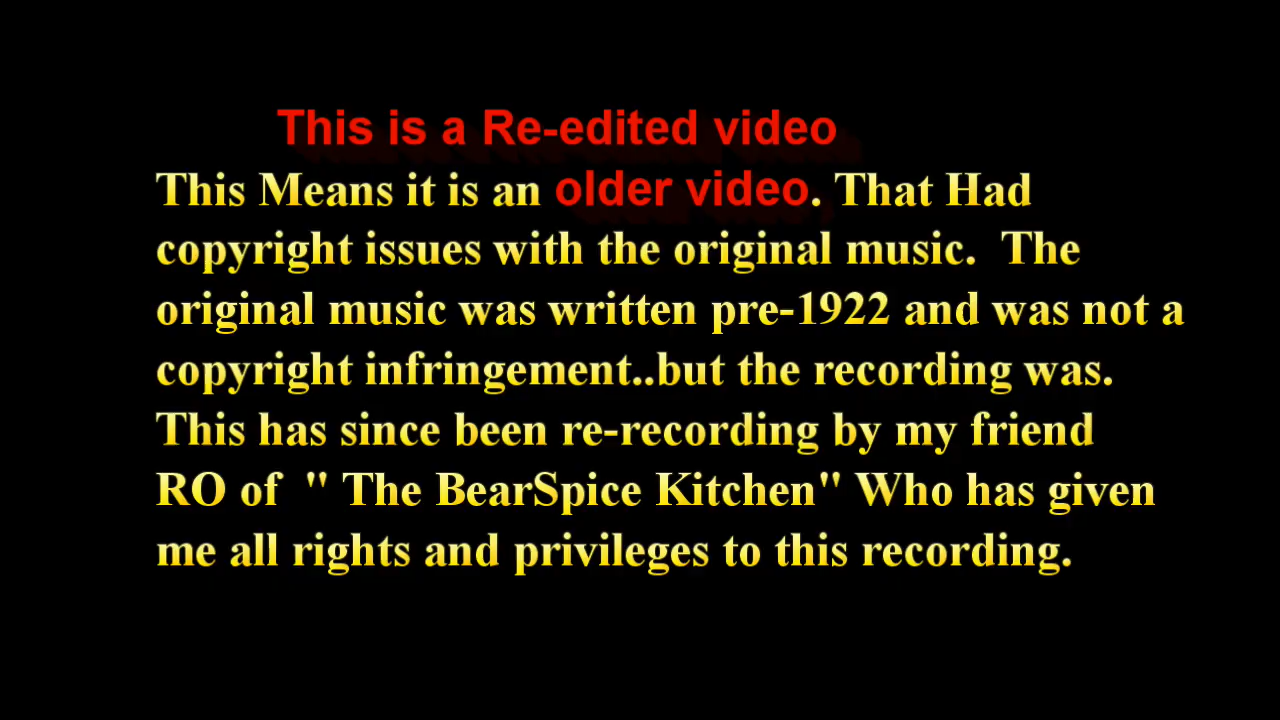 This is a Re-edited video
This Means it is an older video. That Had
copyright issues with the original music.  The
original music was written pre-1922 and was not a
copyright infringement..but the recording was.
This has since been re-recording by my friend
RO of  " The BearSpice Kitchen" Who has given
me all rights and privileges to this recording.